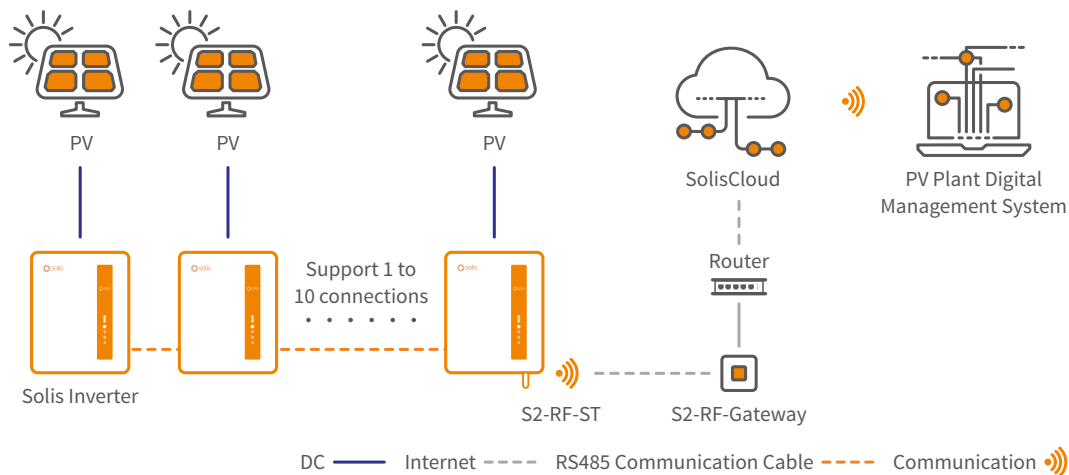 PV
PV
PV
SolisCloud
PV Plant Digital
Management System
solis
solis
solis
Support 1 to
10 connections
Router
Solis Inverter
S2-RF-ST
S2-RF-Gateway
DC
Internet
RS485 Communication Cable
Communication